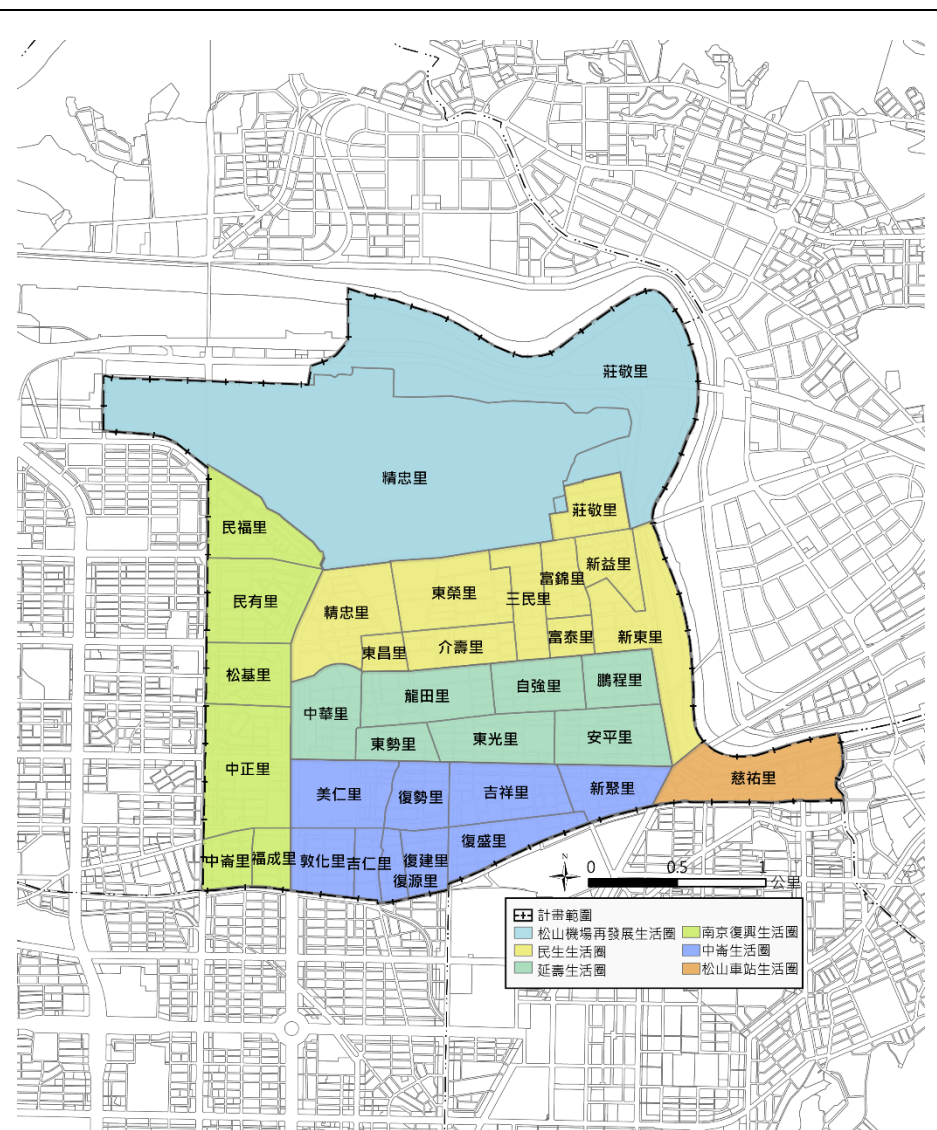 莊敬里
精忠里
莊敬里
民福里
新益里
富錦里
東榮里
三民里
民有里
精忠里
新東里
富泰里
介壽里
東昌里
松基里
鵬程里
自強里
龍田里
中華里
安平里
東光里
東勢里
中正里
慈祐里
新聚里
吉祥里
美仁里
復勢里
復盛里
中崙里
福成里
敦化里
吉仁里
復建里
復源里
N
0 0.5 1
公里
計畫範圍
松山機場再發展生活圈
南京復興生活圈
民生生活圈
中崙生活圈
延壽生活圈
松山車站生活圈